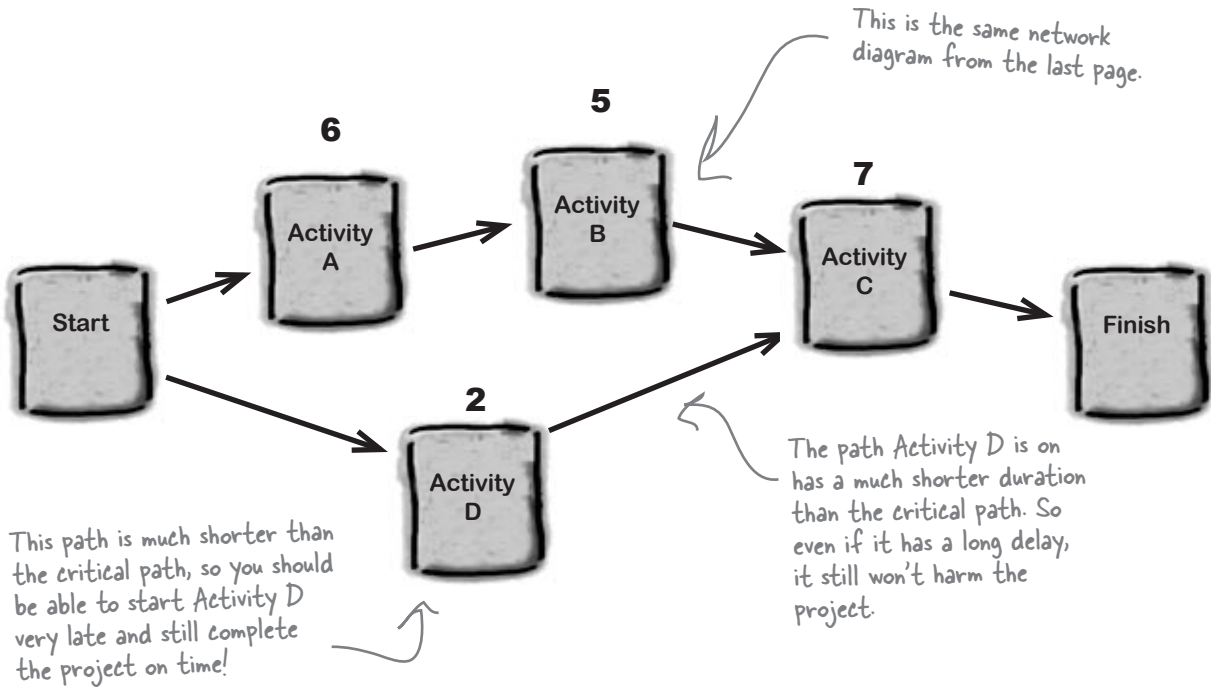 This is the same network
diagram from the last page.
5
6
7
Activity
B
Activity
A
Activity
C
Start
Finish
2
Activity
D
The path Activity D is on
has a much shorter duration
than the critical path. So
even if it has a long delay,
it still won't harm the
project.
This path is much shorter than
the critical path, so you should
be able to start Activity D
very late and still complete
the project on time!